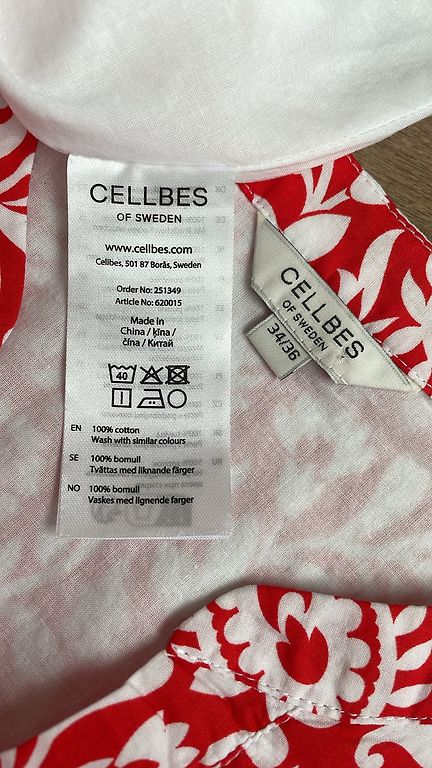 CELLBES
OF SWEDEN
www.cellbes.com
Cellbes, 501 87 Borås, Sweden
Order No: 251349
Article No: 620015
Made in
China / ķīna /
čína / Китай
40
EN 100% cotton
Wash with similar colours
SE 100% bomull
Tvättas med liknande färger
NO 100% bomull
Vaskes med lignende farger
CELLBES
OF SWEDEN
34/36